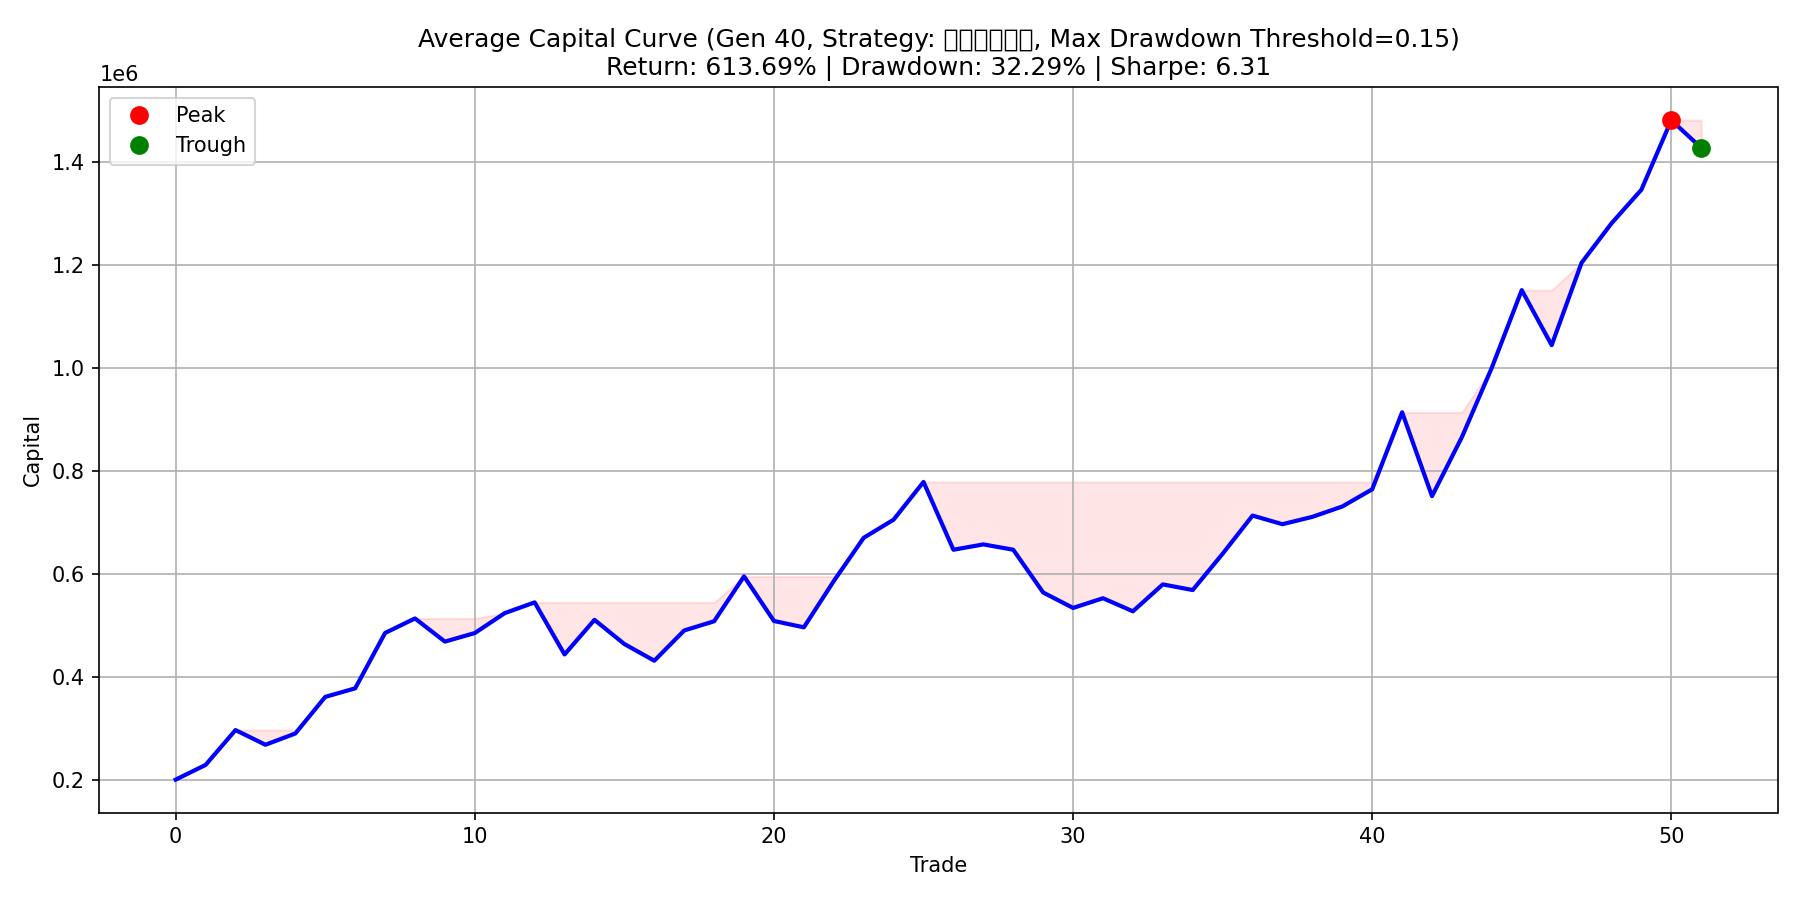 Average Capital Curve (Gen 40, Strategy: □□□□□□, Max Drawdown Threshold=0.15)
Return: 613.69% | Drawdown: 32.29% | Sharpe: 6.31
1e6
Peak
Trough
1.4
1.2
1.0
0.8
0.6
0.4
0.2
Capital
0 10 20 30 40 50
Trade